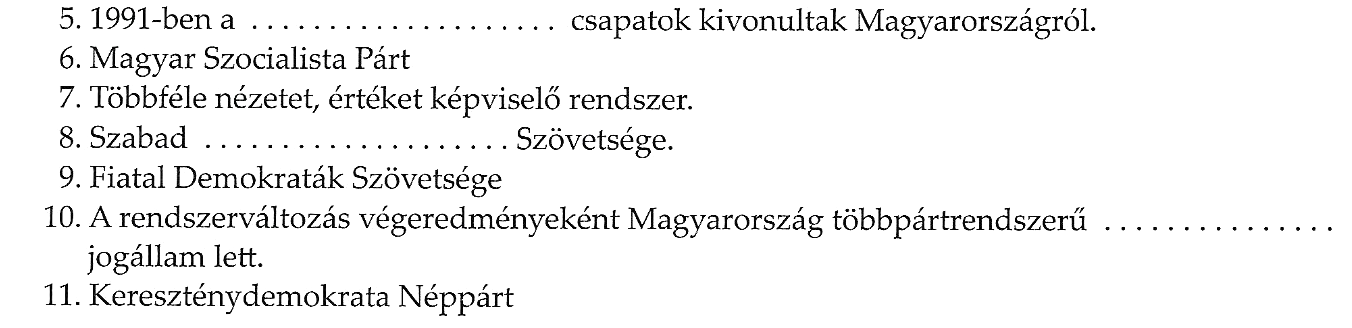 5. 1991-ben a . . . . . . . . . . . . . . . . . . . . csapatok kivonultak Magyarországról.
6. Magyar Szocialista Párt
7. Többféle nézetet, értéket képviselő rendszer.
8. Szabad . . . . . . . . . . . . . . . . . . . . Szövetsége.
9. Fiatal Demokraták Szövetsége
10. A rendszerváltozás végeredményeként Magyarország többpártrendszerű . . . . . . . . . . . . . . .
jogállam lett.
11. Kereszténydemokrata Néppárt